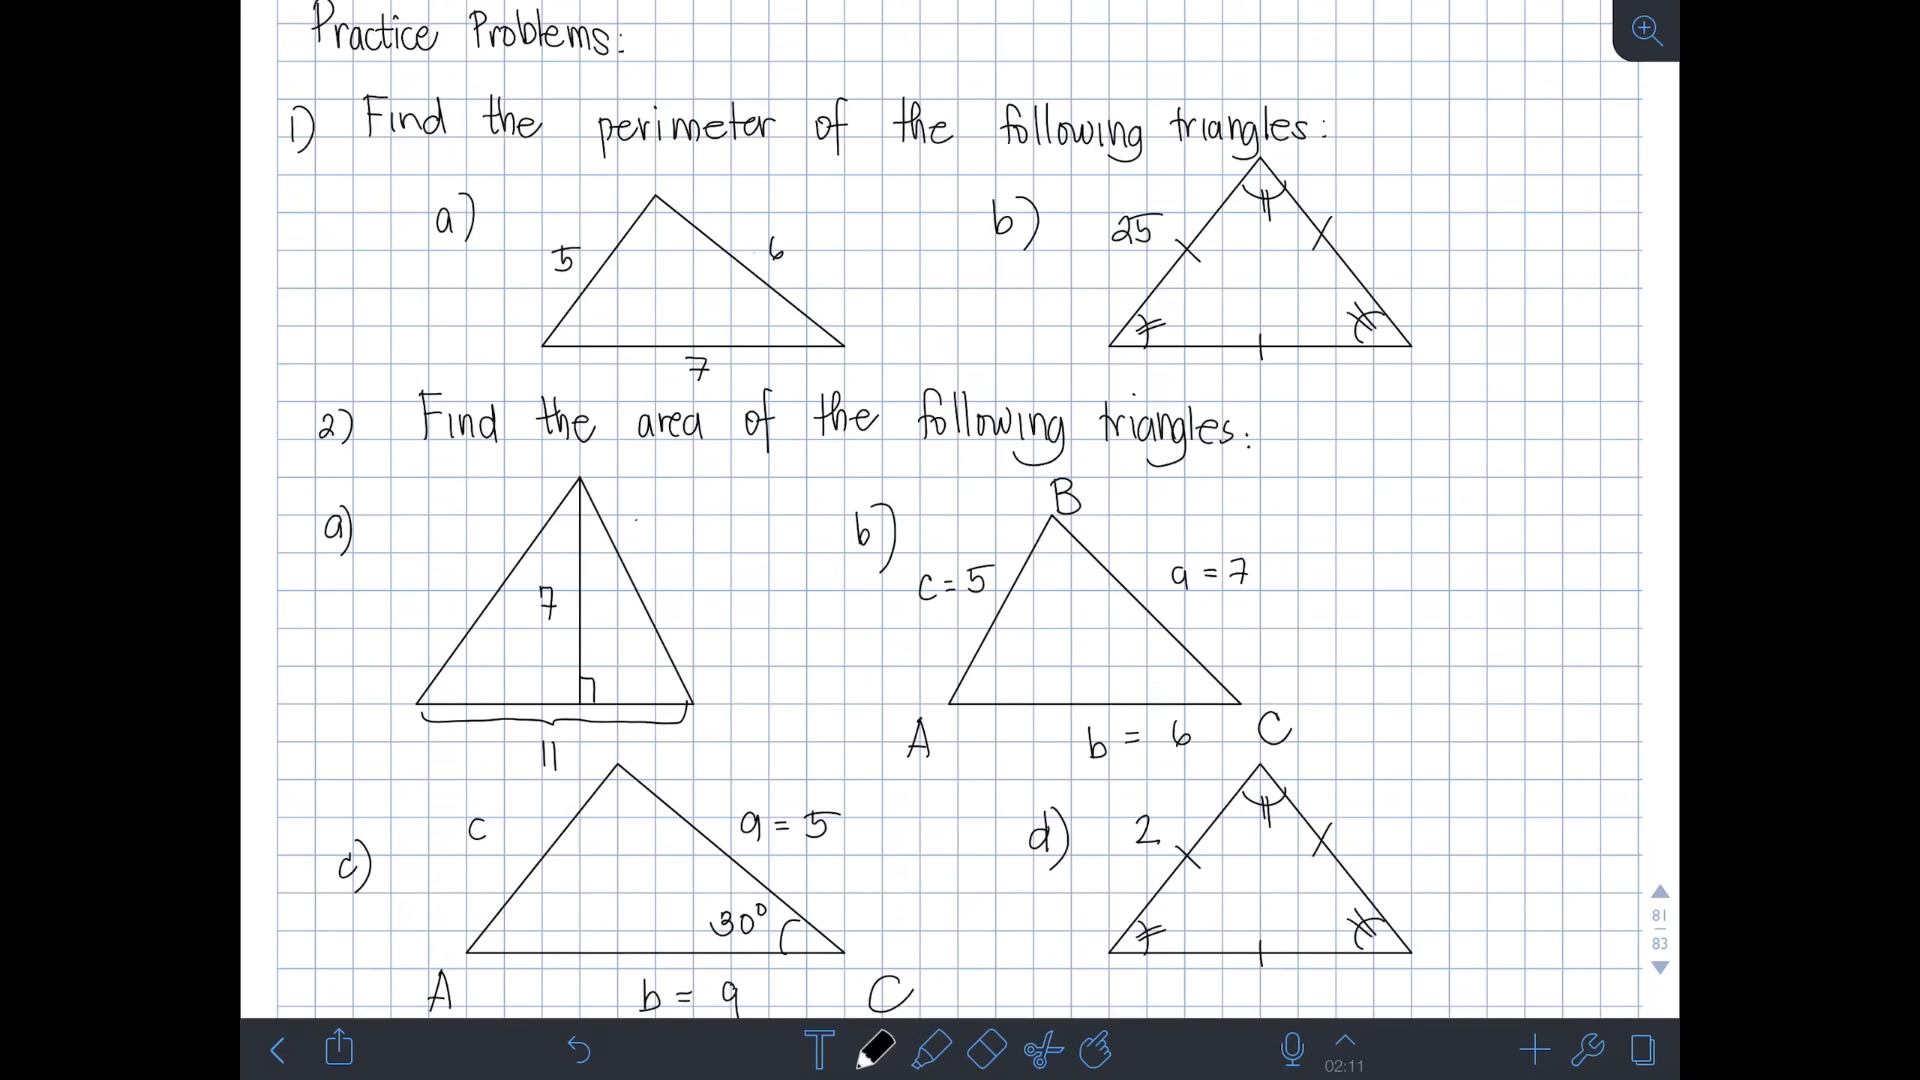 Practice Problems:
1) Find the perimeter of the following triangles:
a) 5 6 7
b) 25
2) Find the area of the following triangles:
a) 7 11
b) B c = 5 a = 7 A b = 6 C
c) c a = 5 30° A b = 9 C
d) 2
81
83
T
02:11